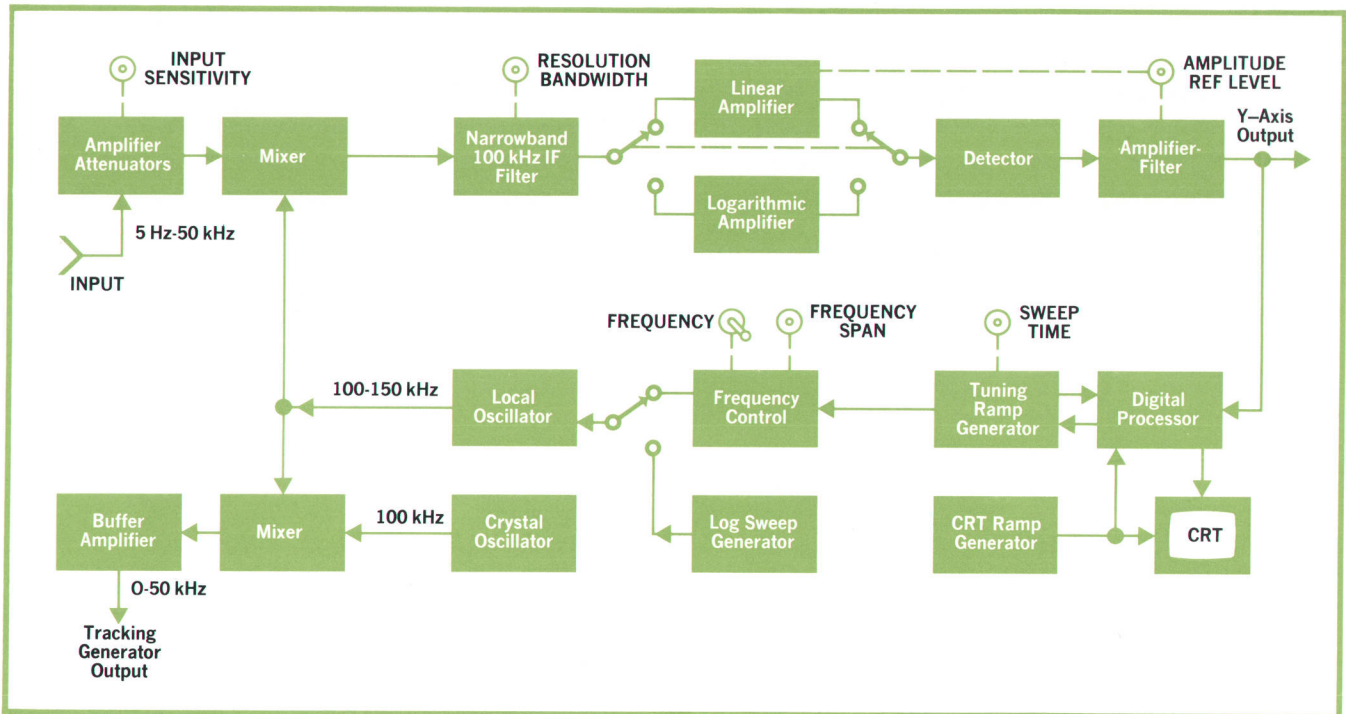 INPUT
SENSITIVITY
RESOLUTION
BANDWIDTH
AMPLITUDE
REF LEVEL
Amplifier
Attenuators
Mixer
Narrowband
100 kHz IF
Filter
Linear
Amplifier
Logarithmic
Amplifier
Detector
Amplifier-
Filter
Y–Axis
Output
5 Hz-50 kHz
INPUT
FREQUENCY
FREQUENCY
SPAN
SWEEP
TIME
100-150 kHz
Local
Oscillator
Frequency
Control
Tuning
Ramp
Generator
Digital
Processor
Buffer
Amplifier
Mixer
100 kHz
Crystal
Oscillator
Log Sweep
Generator
CRT Ramp
Generator
CRT
O-50 kHz
Tracking
Generator
Output